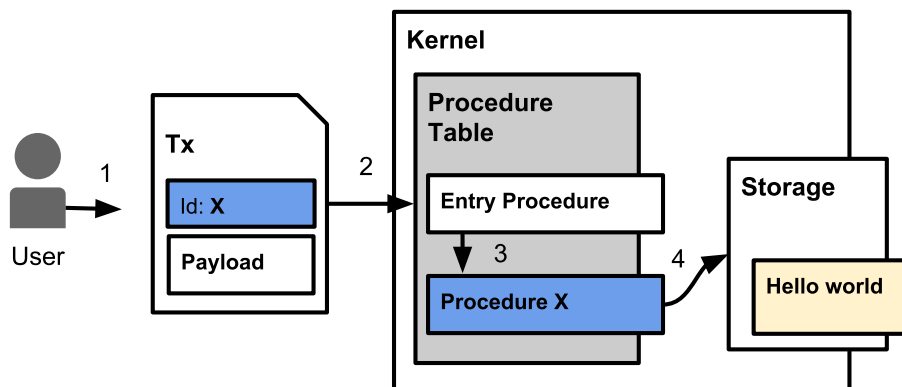 Kernel
Procedure
Table
Tx
1
2
Id: X
Payload
User
Entry Procedure
3
Procedure X
4
Storage
Hello world